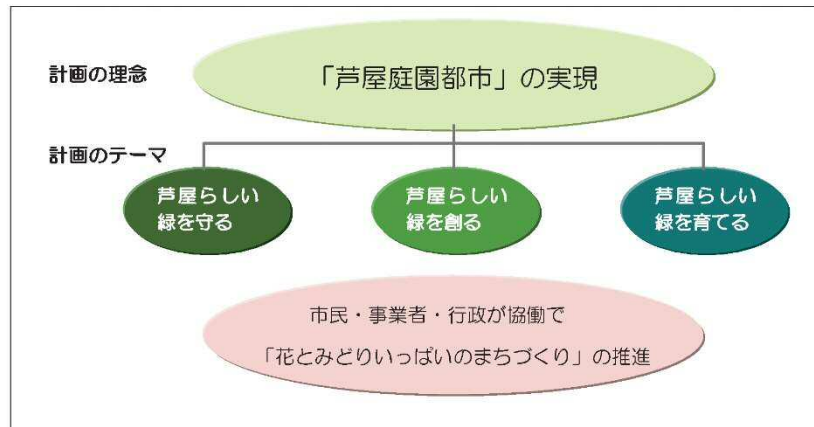 計画の理念
「芦屋庭園都市」の実現
計画のテーマ
芦屋らしい
緑を守る
芦屋らしい
緑を創る
芦屋らしい
緑を育てる
市民・事業者・行政が協働で
「花とみどりいっぱいのまちづくり」の推進